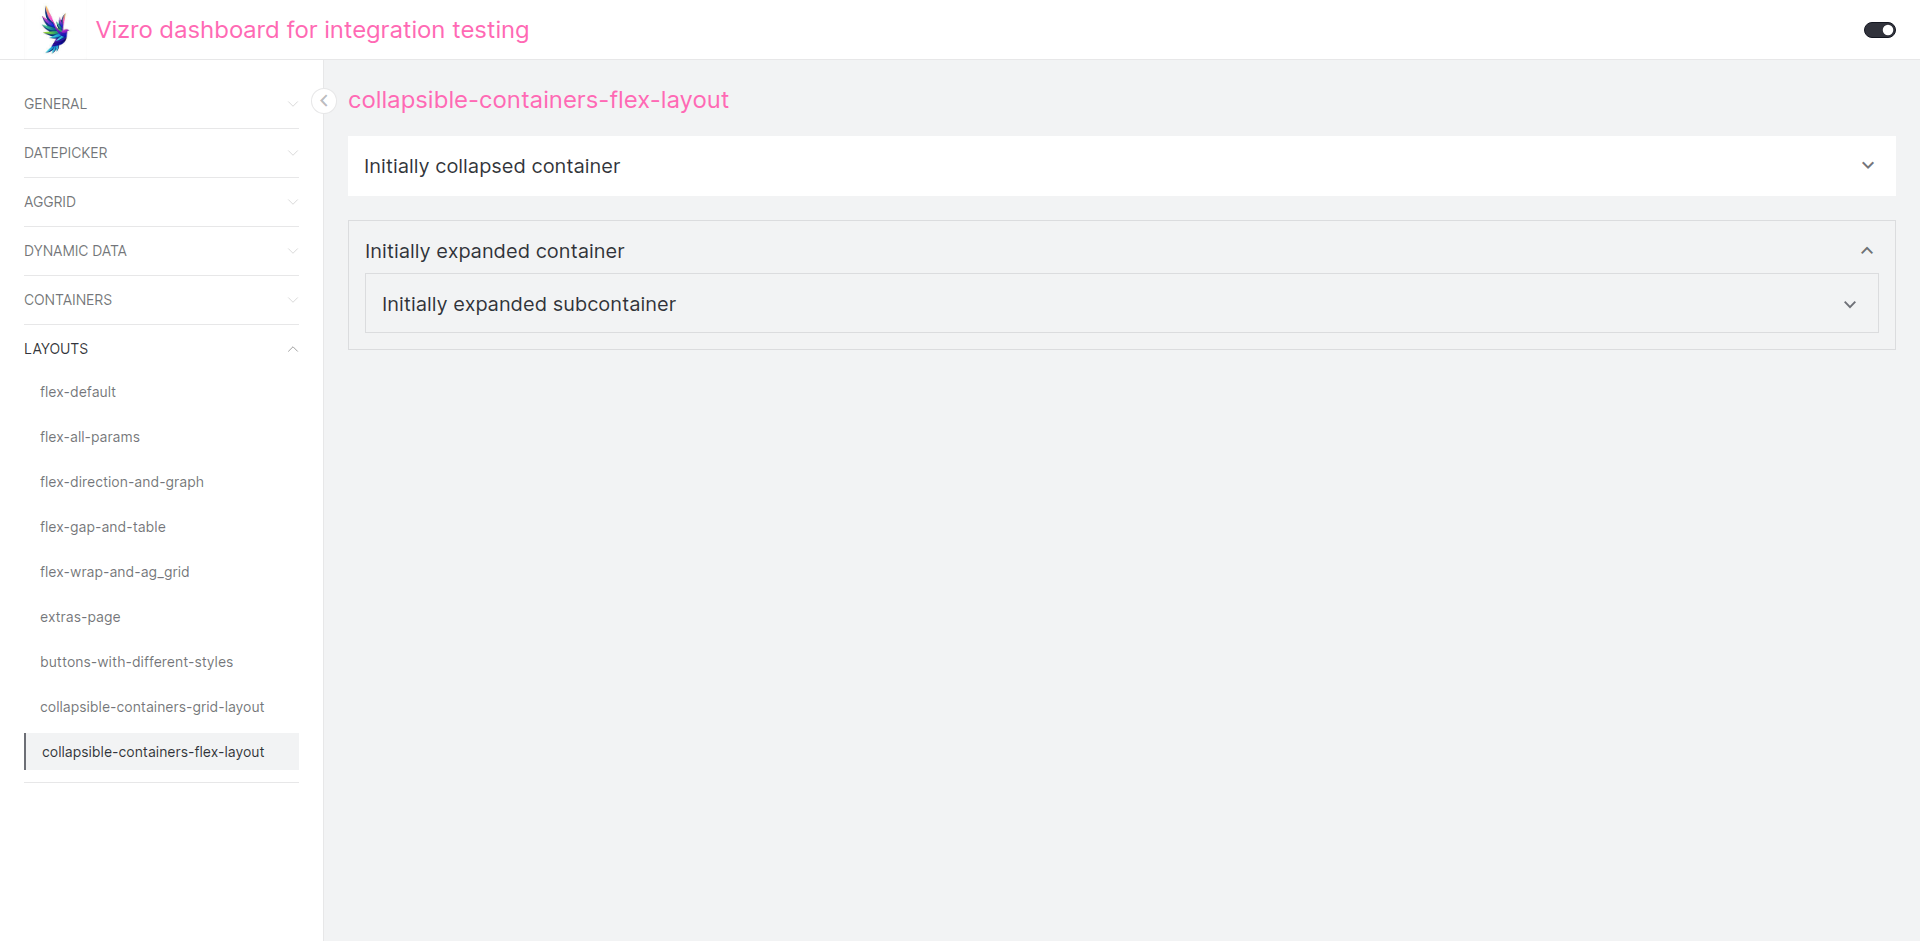 Vizro dashboard for integration testing
GENERAL
DATEPICKER
AGGRID
DYNAMIC DATA
CONTAINERS
LAYOUTS
flex-default
flex-all-params
flex-direction-and-graph
flex-gap-and-table
flex-wrap-and-ag_grid
extras-page
buttons-with-different-styles
collapsible-containers-grid-layout
collapsible-containers-flex-layout
collapsible-containers-flex-layout
Initially collapsed container
Initially expanded container
Initially expanded subcontainer